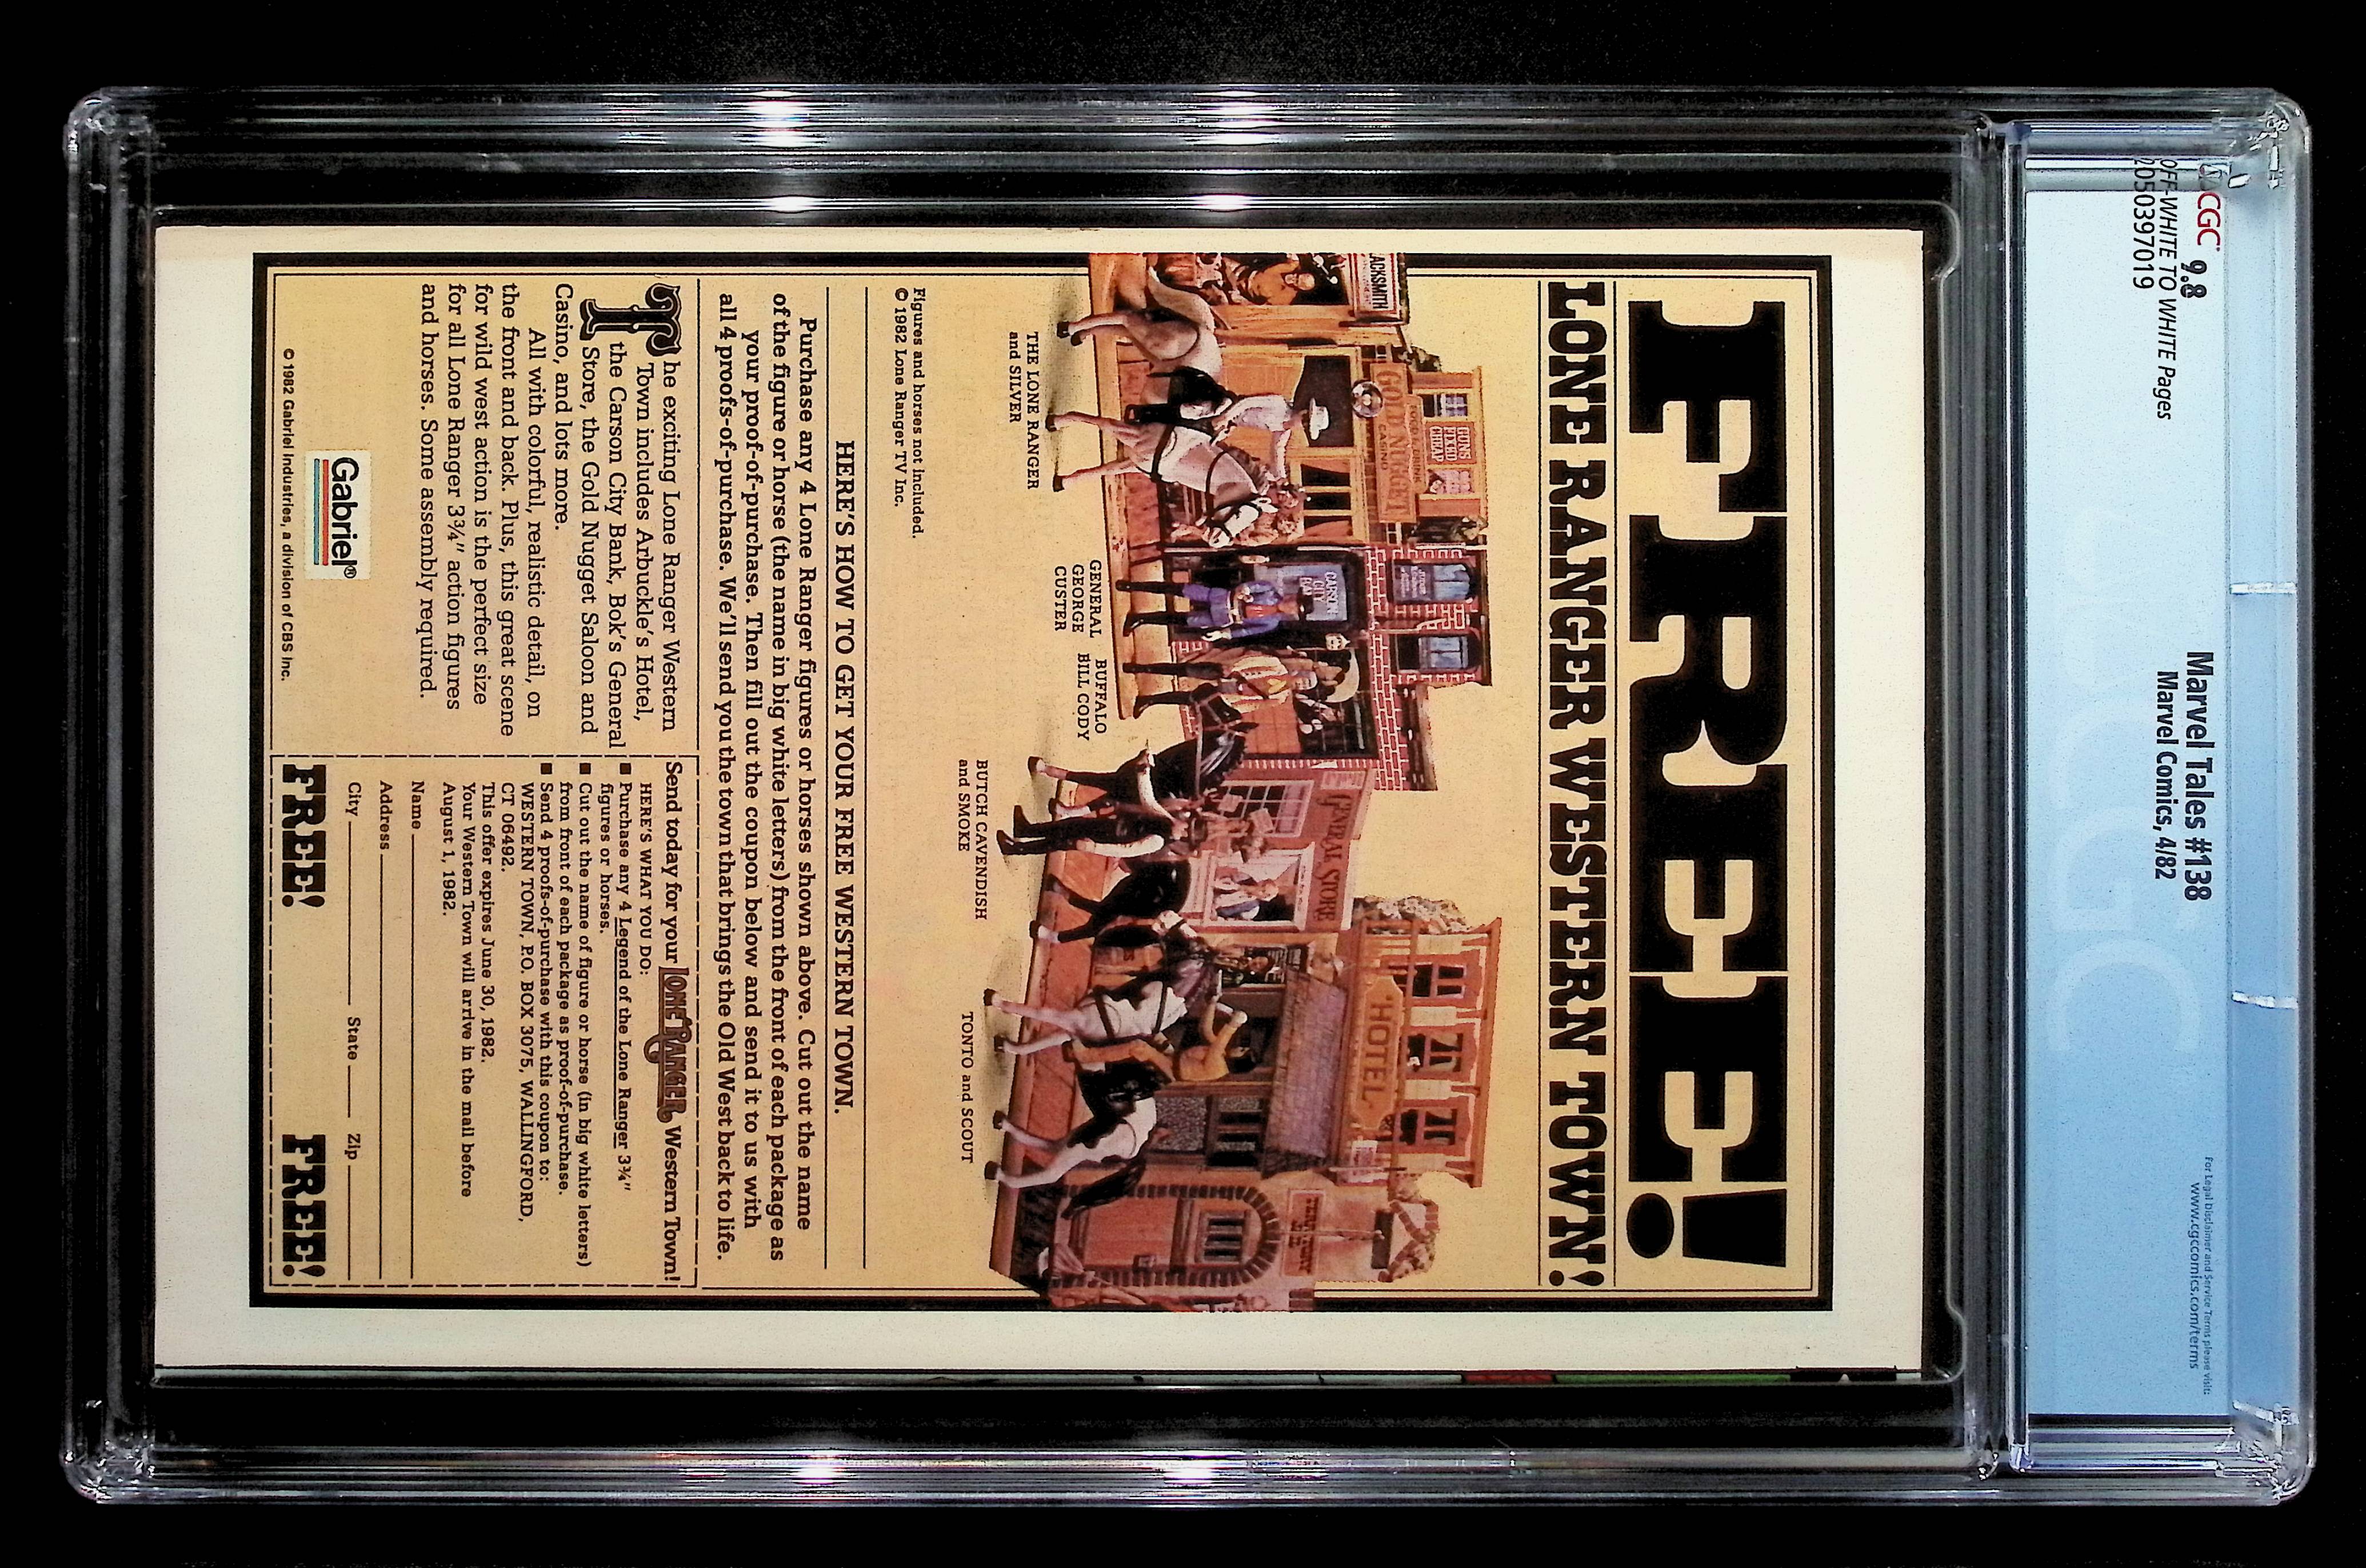 CGC 9.8
OFF-WHITE TO WHITE Pages
2050397019
Marvel Tales #138
Marvel Comics, 4/82
For Legal Disclaimer and Service Terms please visit:
www.cgccomics.com/terms
FREE!
LONE RANGER WESTERN TOWN!
ACKSMITH
GUNS
FIXED
CHEAP
GOLD NUGGET
CASINO
CARSON
CITY
GENERAL STORE
HOTEL
THE LONE RANGER
and SILVER
GENERAL
GEORGE
CUSTER
BUFFALO
BILL CODY
BUTCH CAVENDISH
and SMOKE
TONTO and SCOUT
Figures and horses not included.
© 1982 Lone Ranger TV Inc.
HERE'S HOW TO GET YOUR FREE WESTERN TOWN.
Purchase any 4 Lone Ranger figures or horses shown above. Cut out the name
of the figure or horse (the name in big white letters) from the front of each package as
your proof-of-purchase. Then fill out the coupon below and send it to us with
all 4 proofs-of-purchase. We'll send you the town that brings the Old West back to life.
The exciting Lone Ranger Western
Town includes Arbuckle's Hotel,
the Carson City Bank, Bok's General
Store, the Gold Nugget Saloon and
Casino, and lots more.
All with colorful, realistic detail, on
the front and back. Plus, this great scene
for wild west action is the perfect size
for all Lone Ranger 3¾" action figures
and horses. Some assembly required.
Gabriel®
© 1982 Gabriel Industries, a division of CBS Inc.
Send today for your LONE RANGER Western Town!
HERE'S WHAT YOU DO:
■ Purchase any 4 Legend of the Lone Ranger 3¾"
figures or horses.
■ Cut out the name of figure or horse (in big white letters)
from front of each package as proof-of-purchase.
■ Send 4 proofs-of-purchase with this coupon to:
WESTERN TOWN, P.O. BOX 3075, WALLINGFORD,
CT 06492.
This offer expires June 30, 1982.
Your Western Town will arrive in the mail before
August 1, 1982.
Name
Address
City State Zip
FREE! FREE!